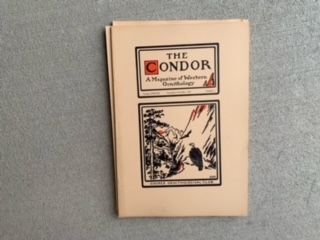 THE
CONDOR
A Magazine of Western
Ornithology
COOPER ORNITHOLOGICAL CLUB